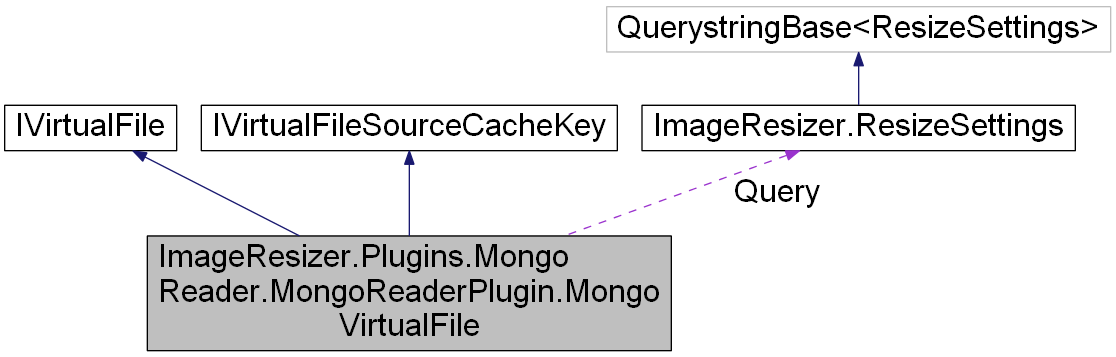 QuerystringBase<ResizeSettings>
IVirtualFile
IVirtualFileSourceCacheKey
ImageResizer.ResizeSettings
Query
ImageResizer.Plugins.Mongo
Reader.MongoReaderPlugin.Mongo
VirtualFile